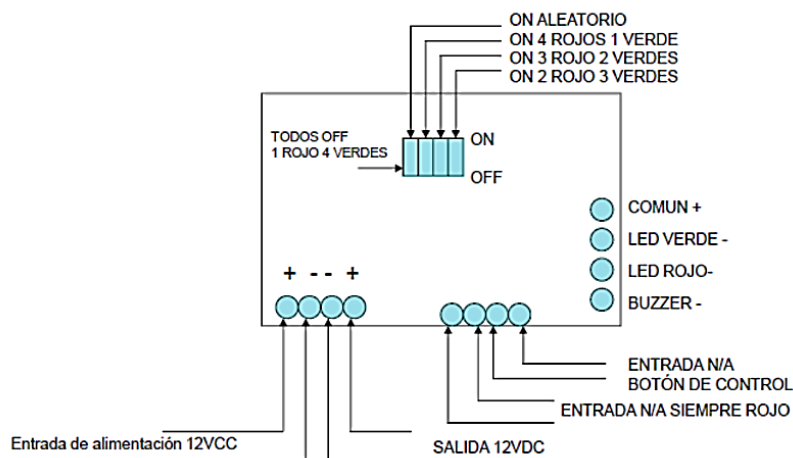 ON ALEATORIO
ON 4 ROJOS 1 VERDE
ON 3 ROJO 2 VERDES
ON 2 ROJO 3 VERDES
TODOS OFF
1 ROJO 4 VERDES
ON
OFF
COMUN +
LED VERDE -
LED ROJO-
BUZZER -
+ - - +
ENTRADA N/A
BOTÓN DE CONTROL
ENTRADA N/A SIEMPRE ROJO
Entrada de alimentación 12VCC
SALIDA 12VDC